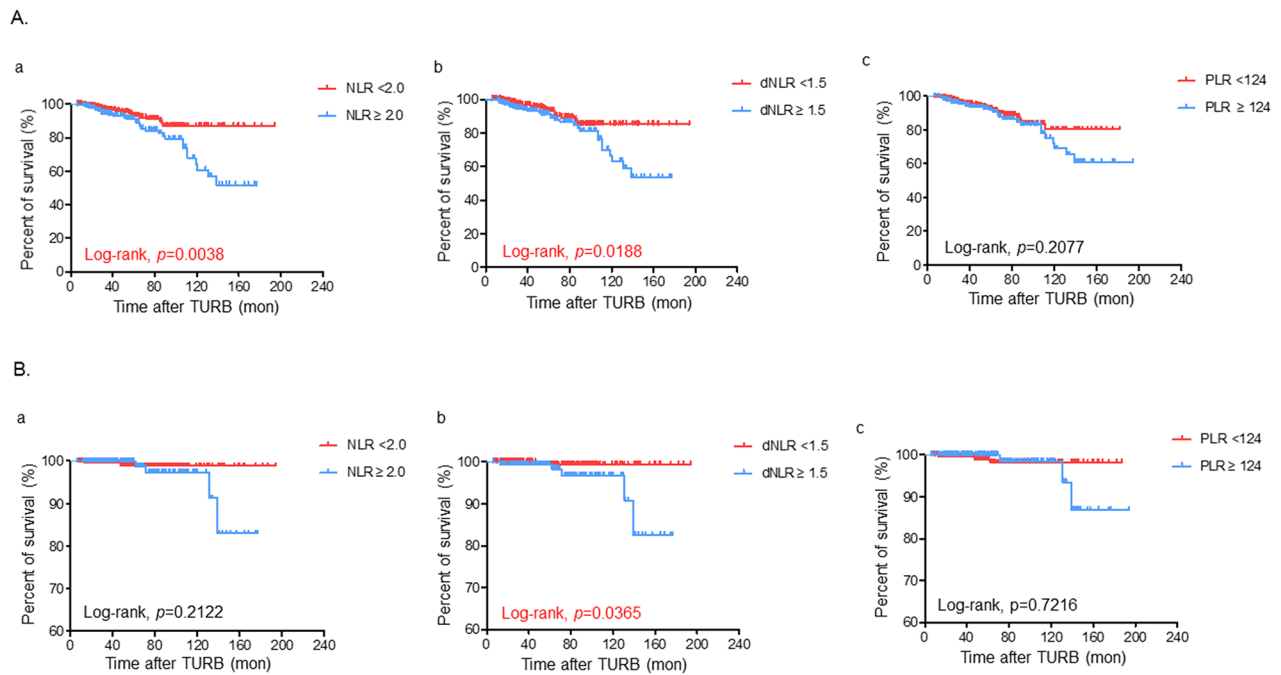 A.
a
NLR <2.0
NLR≥ 2.0
Percent of survival (%)
100
80
60
40
20
0
Log-rank, p=0.0038
0 40 80 120 160 200 240
Time after TURB (mon)
b
dNLR <1.5
dNLR≥ 1.5
Percent of survival (%)
100
80
60
40
20
0
Log-rank, p=0.0188
0 40 80 120 160 200 240
Time after TURB (mon)
c
PLR <124
PLR ≥ 124
Percent of survival (%)
100
80
60
40
20
0
Log-rank, p=0.2077
0 40 80 120 160 200 240
Time after TURB (mon)
B.
a
NLR <2.0
NLR≥ 2.0
Percent of survival (%)
100
90
80
70
60
Log-rank, p=0.2122
0 40 80 120 160 200 240
Time after TURB (mon)
b
dNLR <1.5
dNLR≥ 1.5
Percent of survival (%)
100
90
80
70
60
Log-rank, p=0.0365
0 40 80 120 160 200 240
Time after TURB (mon)
c
PLR <124
PLR≥ 124
Percent of survival (%)
100
90
80
70
60
Log-rank, p=0.7216
0 40 80 120 160 200 240
Time after TURB (mon)